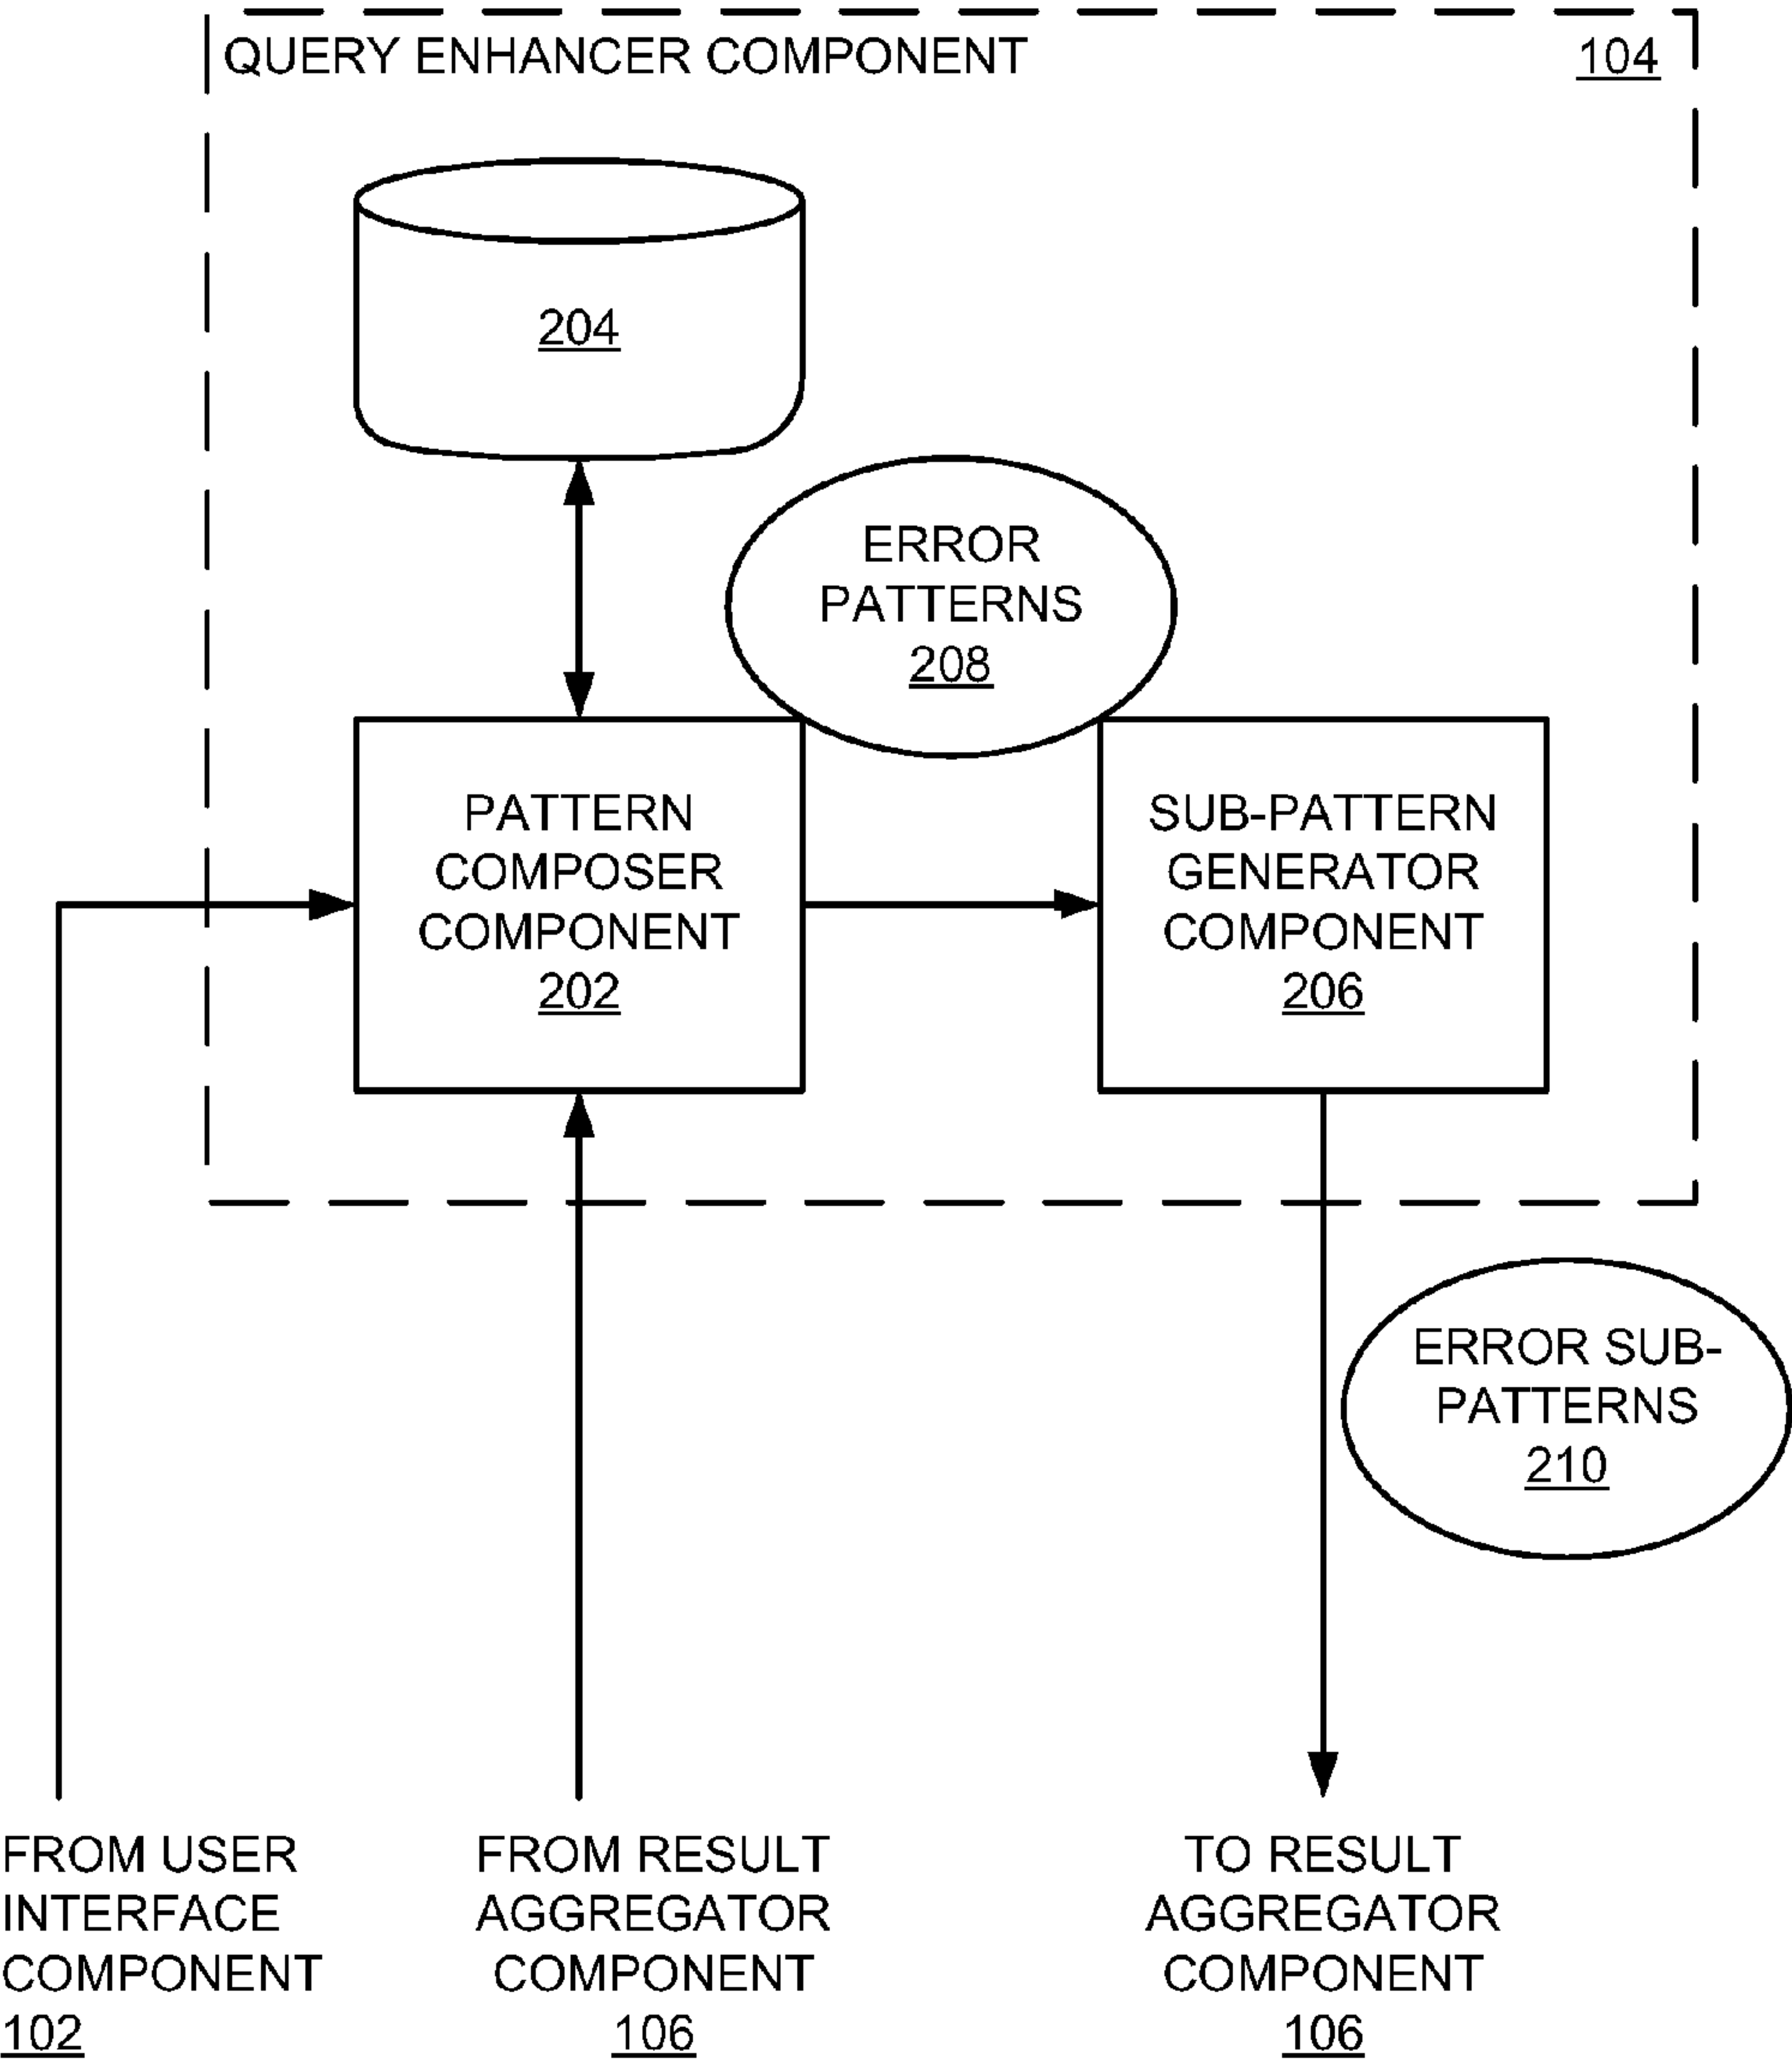 QUERY ENHANCER COMPONENT
104
204
ERROR
PATTERNS
208
PATTERN
COMPOSER
COMPONENT
202
SUB-PATTERN
GENERATOR
COMPONENT
206
ERROR SUB-
PATTERNS
210
FROM USER
INTERFACE
COMPONENT
102
FROM RESULT
AGGREGATOR
COMPONENT
106
TO RESULT
AGGREGATOR
COMPONENT
106